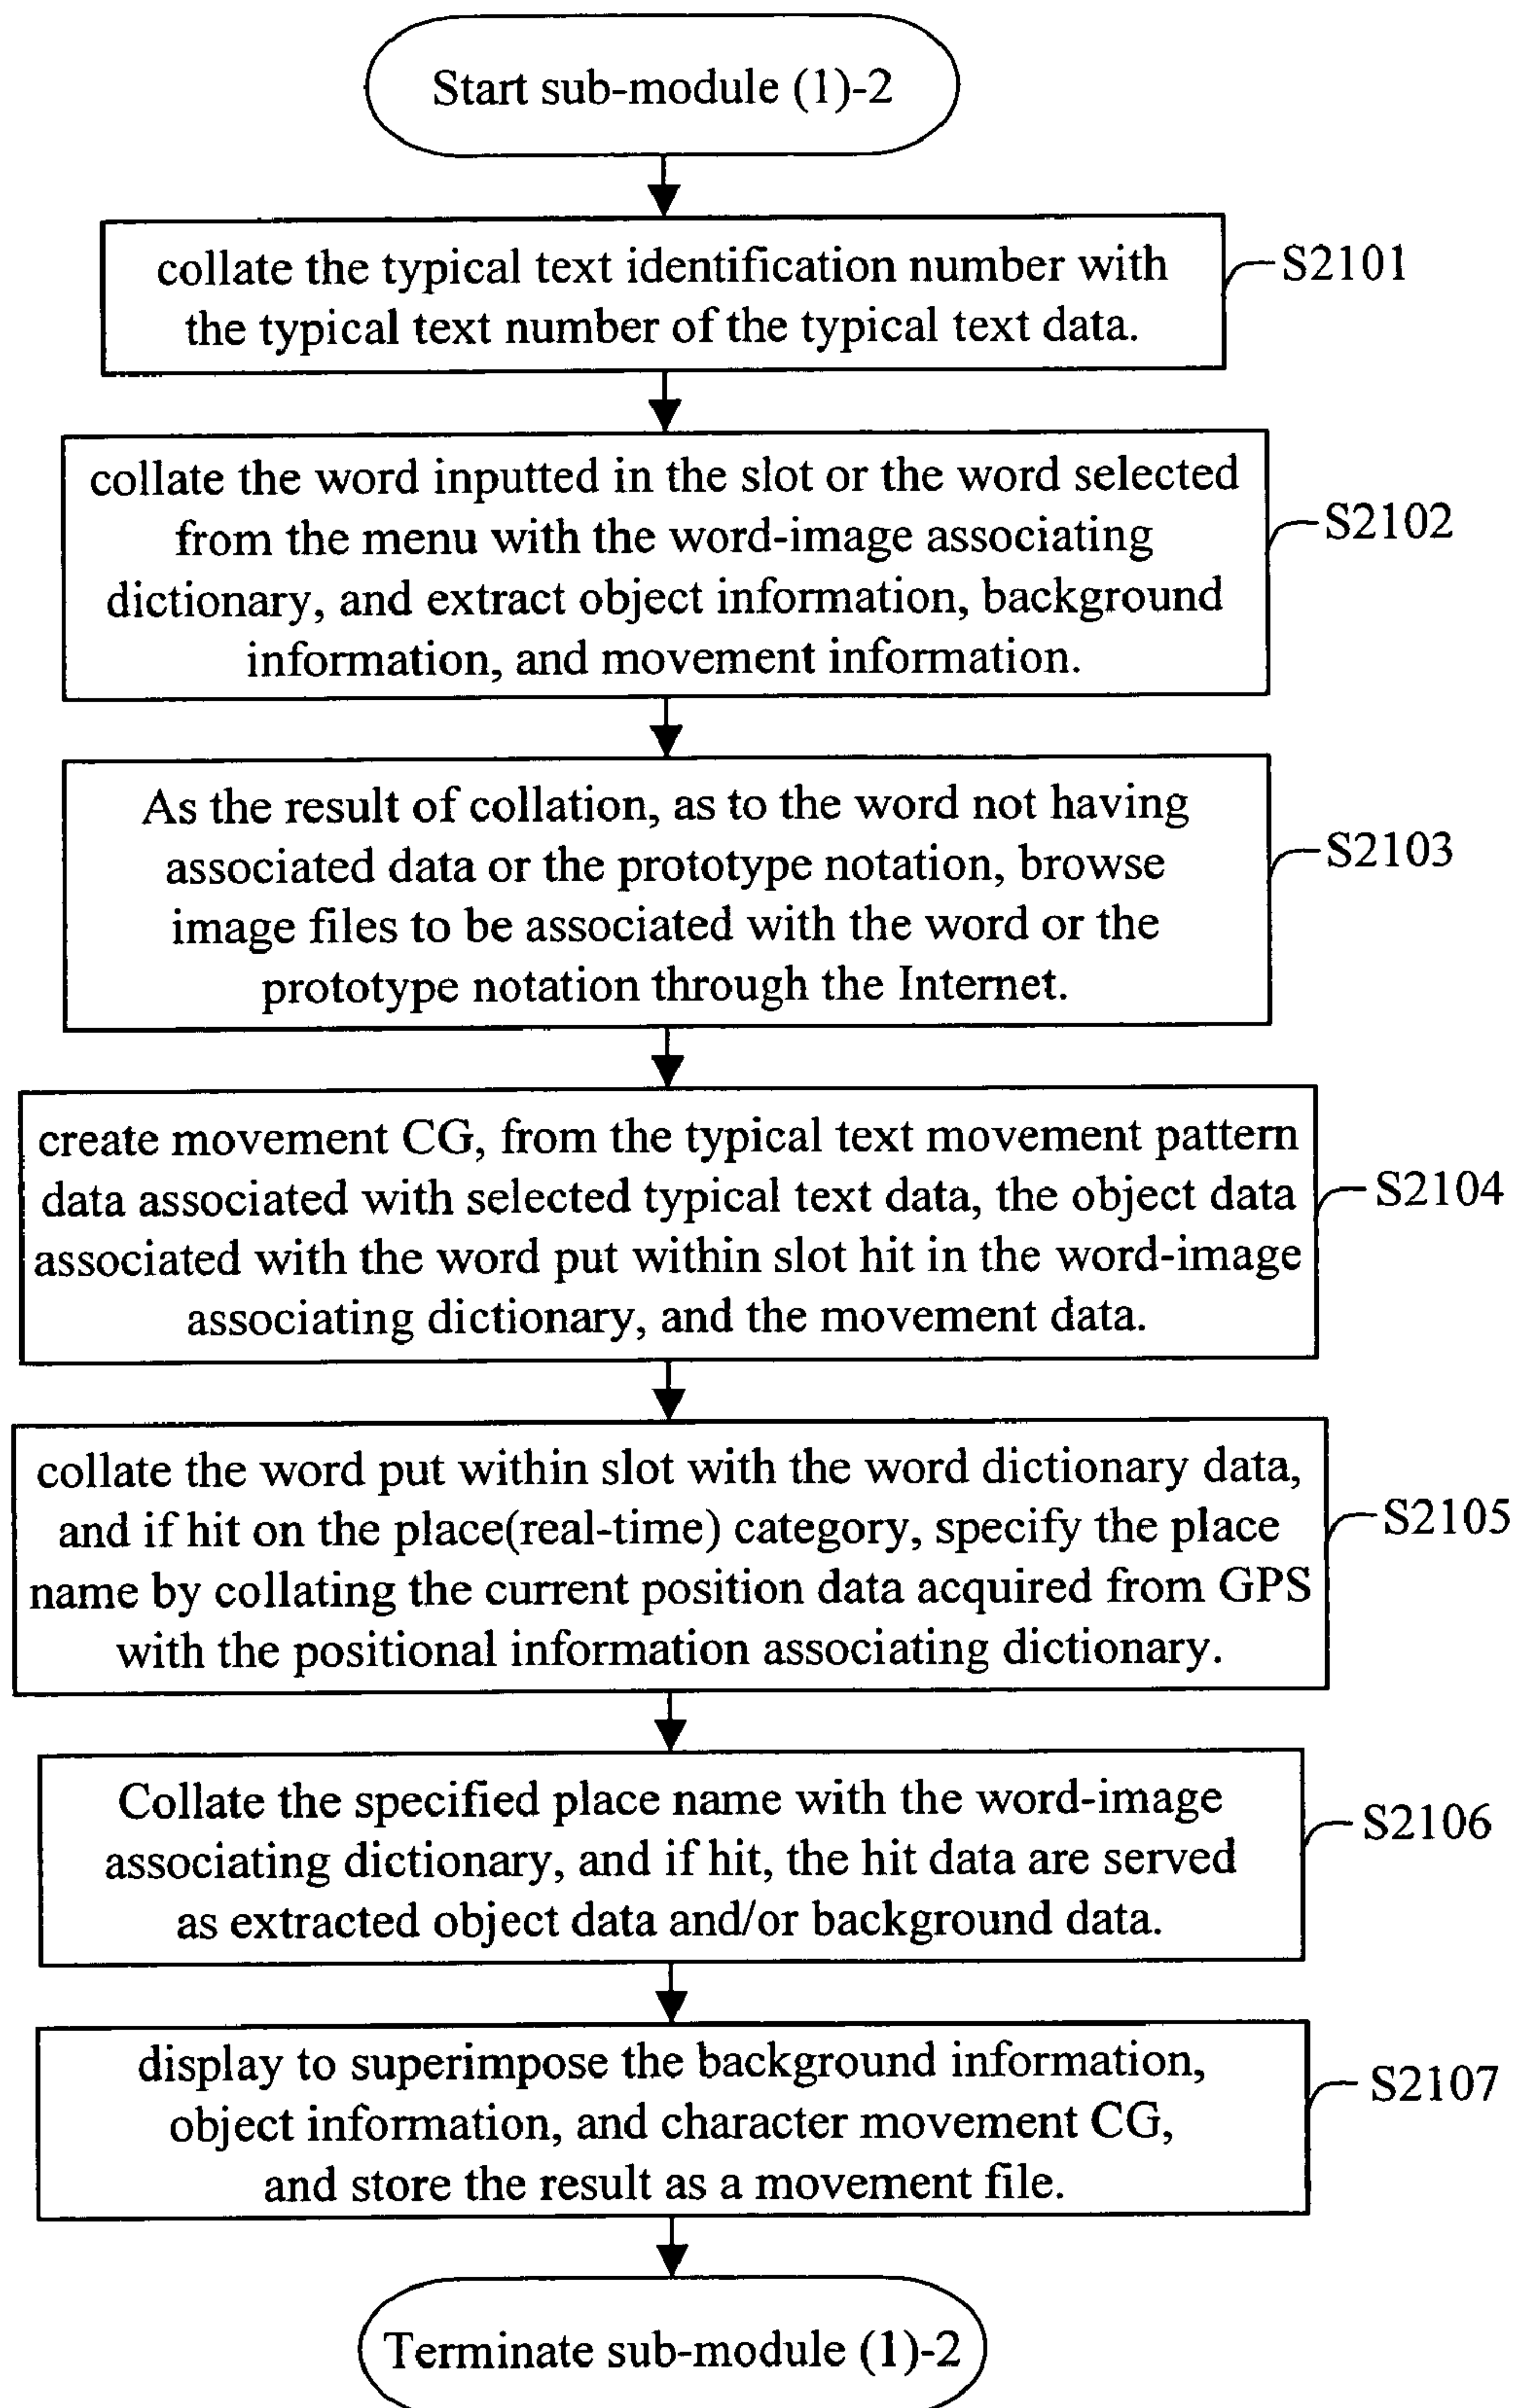 Start sub-module (1)-2
collate the typical text identification number with
the typical text number of the typical text data.
S2101
collate the word inputted in the slot or the word selected
from the menu with the word-image associating
dictionary, and extract object information, background
information, and movement information.
S2102
As the result of collation, as to the word not having
associated data or the prototype notation, browse
image files to be associated with the word or the
prototype notation through the Internet.
S2103
create movement CG, from the typical text movement pattern
data associated with selected typical text data, the object data
associated with the word put within slot hit in the word-image
associating dictionary, and the movement data.
S2104
collate the word put within slot with the word dictionary data,
and if hit on the place(real-time) category, specify the place
name by collating the current position data acquired from GPS
with the positional information associating dictionary.
S2105
Collate the specified place name with the word-image
associating dictionary, and if hit, the hit data are served
as extracted object data and/or background data.
S2106
display to superimpose the background information,
object information, and character movement CG,
and store the result as a movement file.
S2107
Terminate sub-module (1)-2